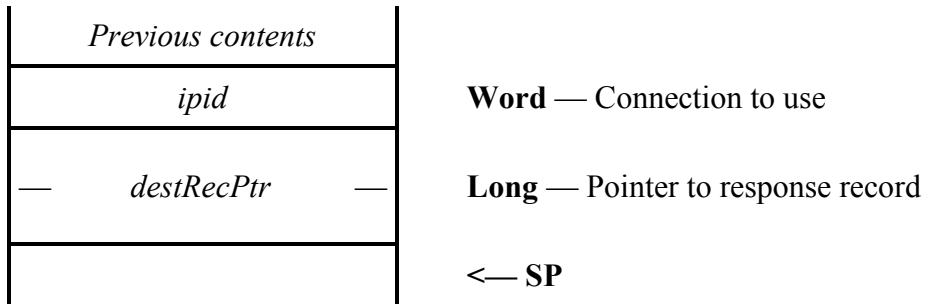 Previous contents
ipid Word — Connection to use
— destRecPtr — Long — Pointer to response record
<— SP